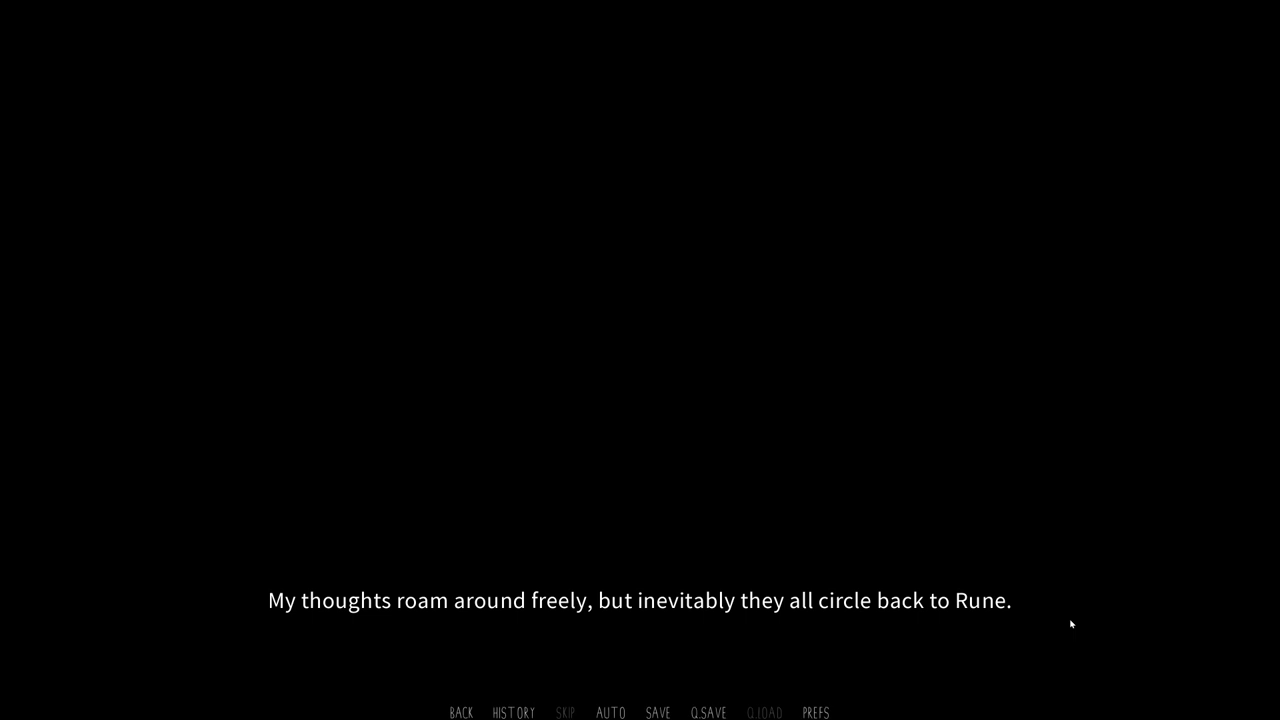 My thoughts roam around freely, but inevitably they all circle back to Rune.
BACK HISTORY SKIP AUTO SAVE Q.SAVE Q.LOAD PREFS